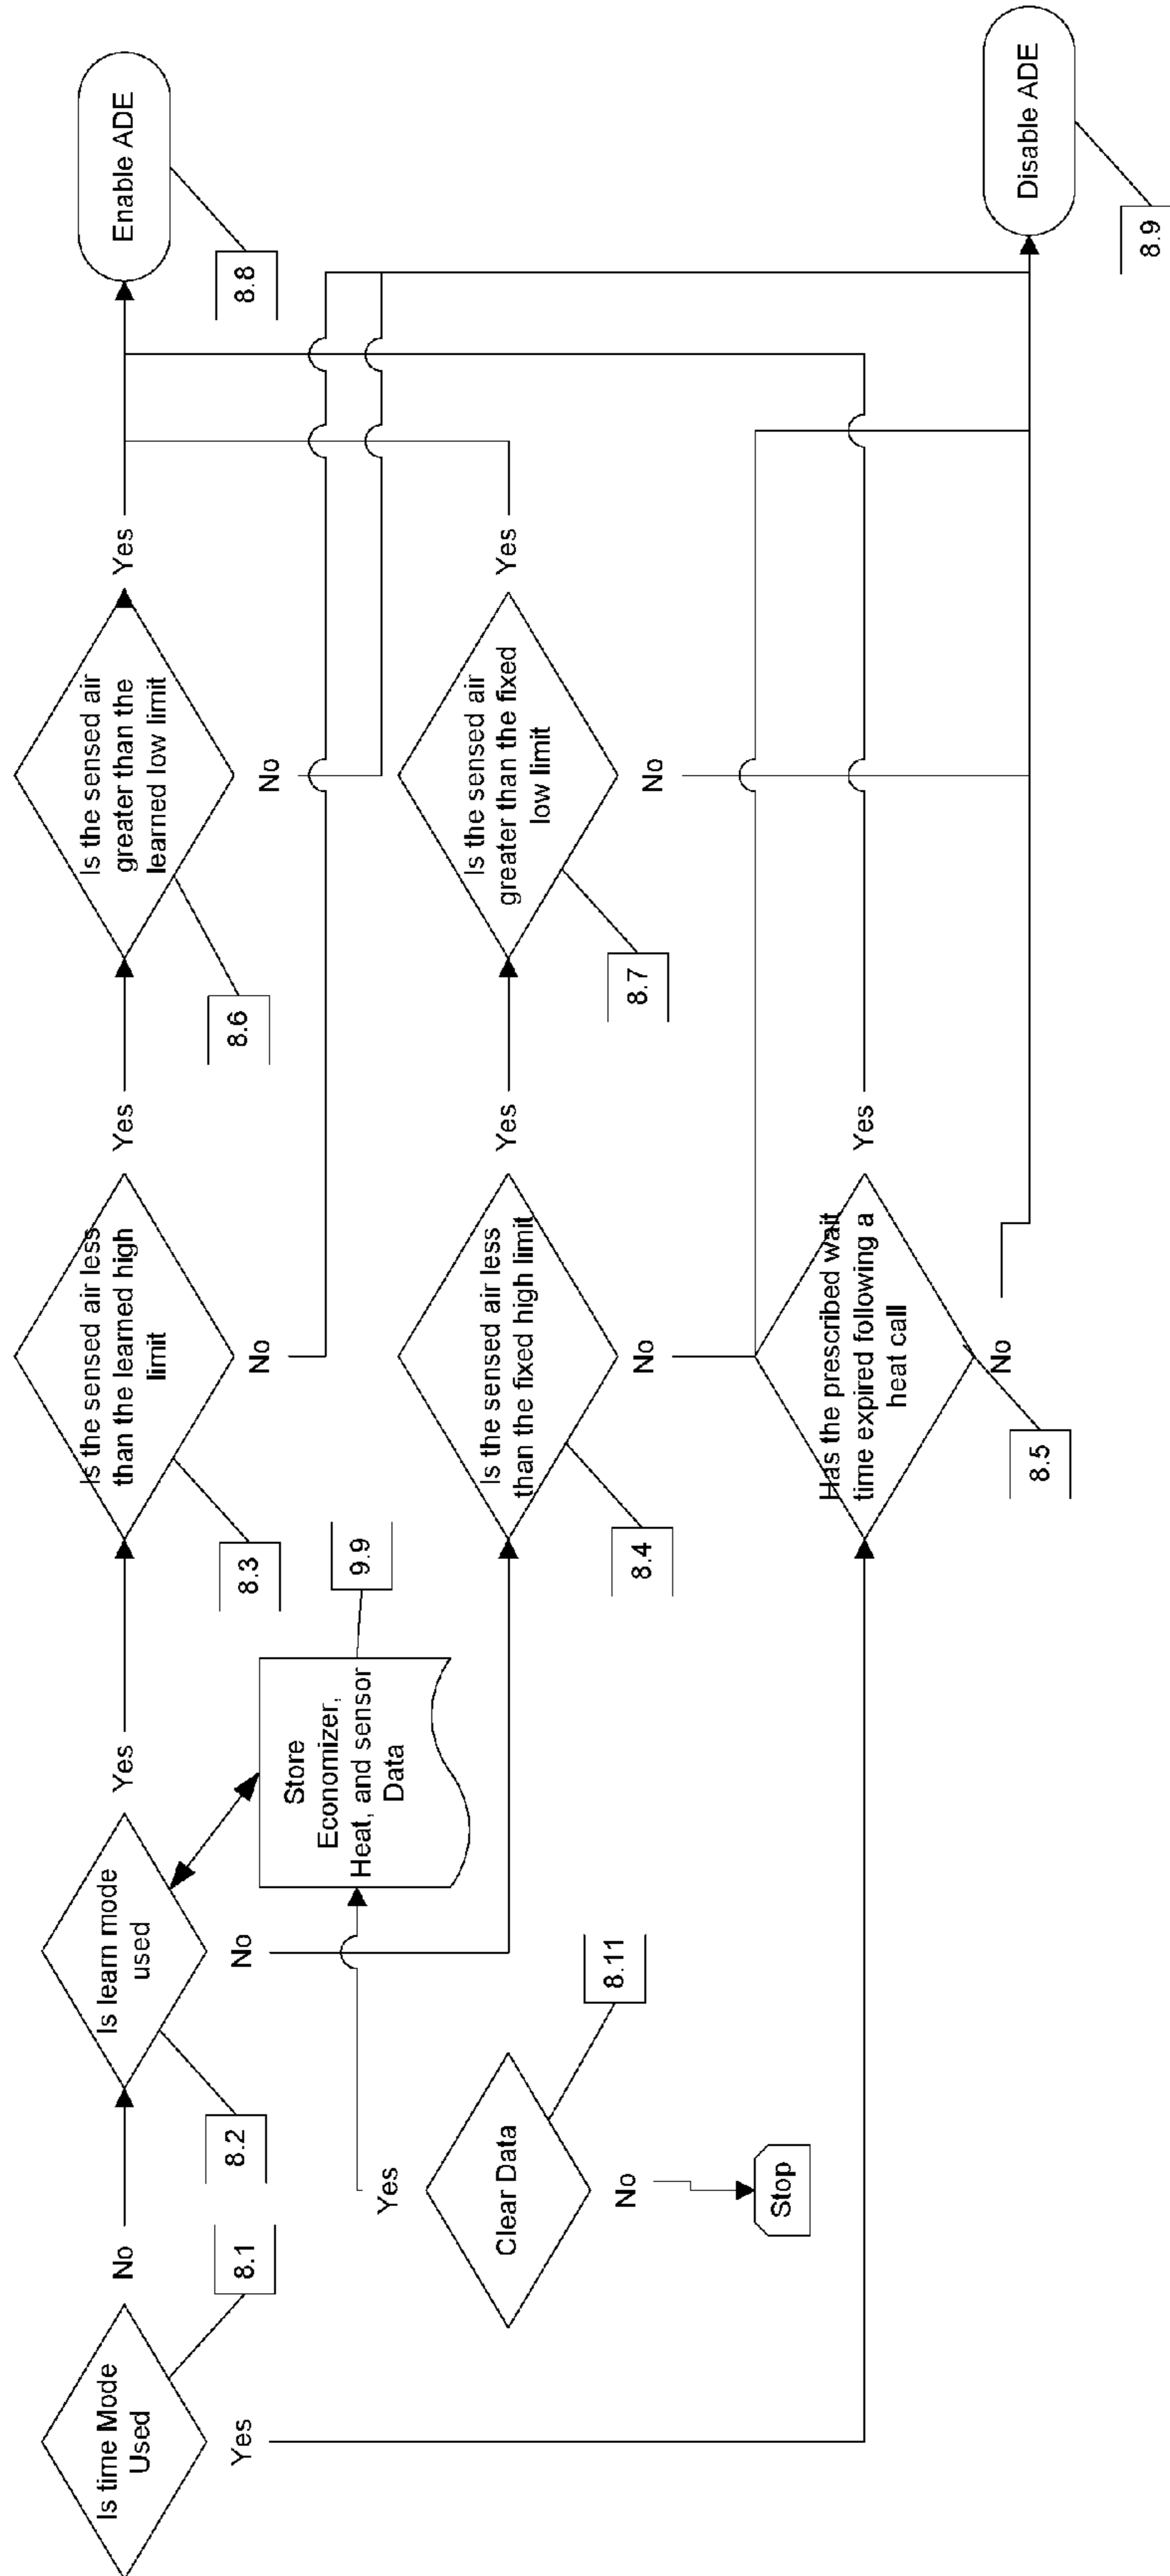 Is time Mode
Used
8.1
No
Yes
Is learn mode
used
8.2
Yes
No
Store
Economizer,
Heat, and sensor
Data
9.9
Clear Data
8.11
Yes
No
Stop
Is the sensed air less
than the learned high
limit
8.3
Yes
No
Is the sensed air less
than the fixed high limit
8.4
Yes
No
Has the prescribed wait
time expired following a
heat call
8.5
Yes
No
Is the sensed air
greater than the
learned low limit
8.6
Yes
No
Is the sensed air
greater than the fixed
low limit
8.7
Yes
No
Enable ADE
8.8
Disable ADE
8.9